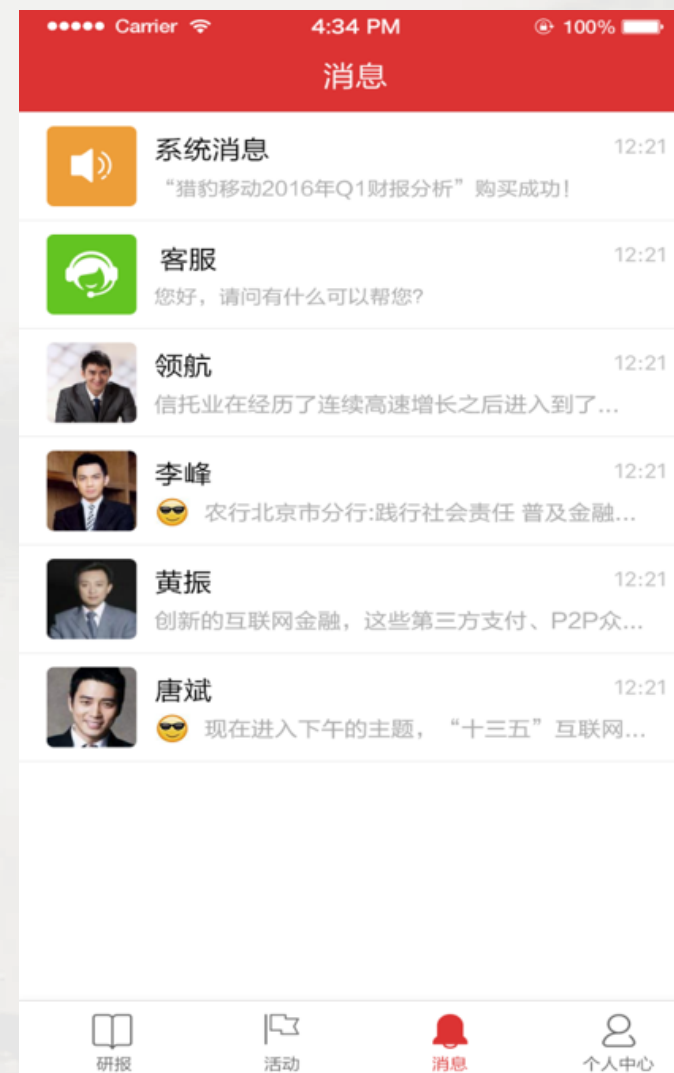 Carrier 4:34 PM 100%
消息
系统消息 12:21
“猎豹移动2016年Q1财报分析”购买成功!
客服 12:21
您好，请问有什么可以帮您?
领航 12:21
信托业在经历了连续高速增长之后进入到了...
李峰 12:21
😎 农行北京市分行:践行社会责任 普及金融...
黄振 12:21
创新的互联网金融，这些第三方支付、P2P众...
唐斌 12:21
😎 现在进入下午的主题，“十三五”互联网...
研报 活动 消息 个人中心